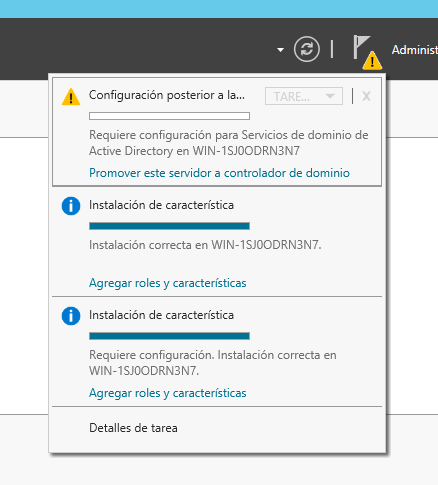 Administ
Configuración posterior a la...
TARE...
X
Requiere configuración para Servicios de dominio de
Active Directory en WIN-1SJ0ODRN3N7
Promover este servidor a controlador de dominio
Instalación de característica
Instalación correcta en WIN-1SJ0ODRN3N7.
Agregar roles y características
Instalación de característica
Requiere configuración. Instalación correcta en
WIN-1SJ0ODRN3N7.
Agregar roles y características
Detalles de tarea